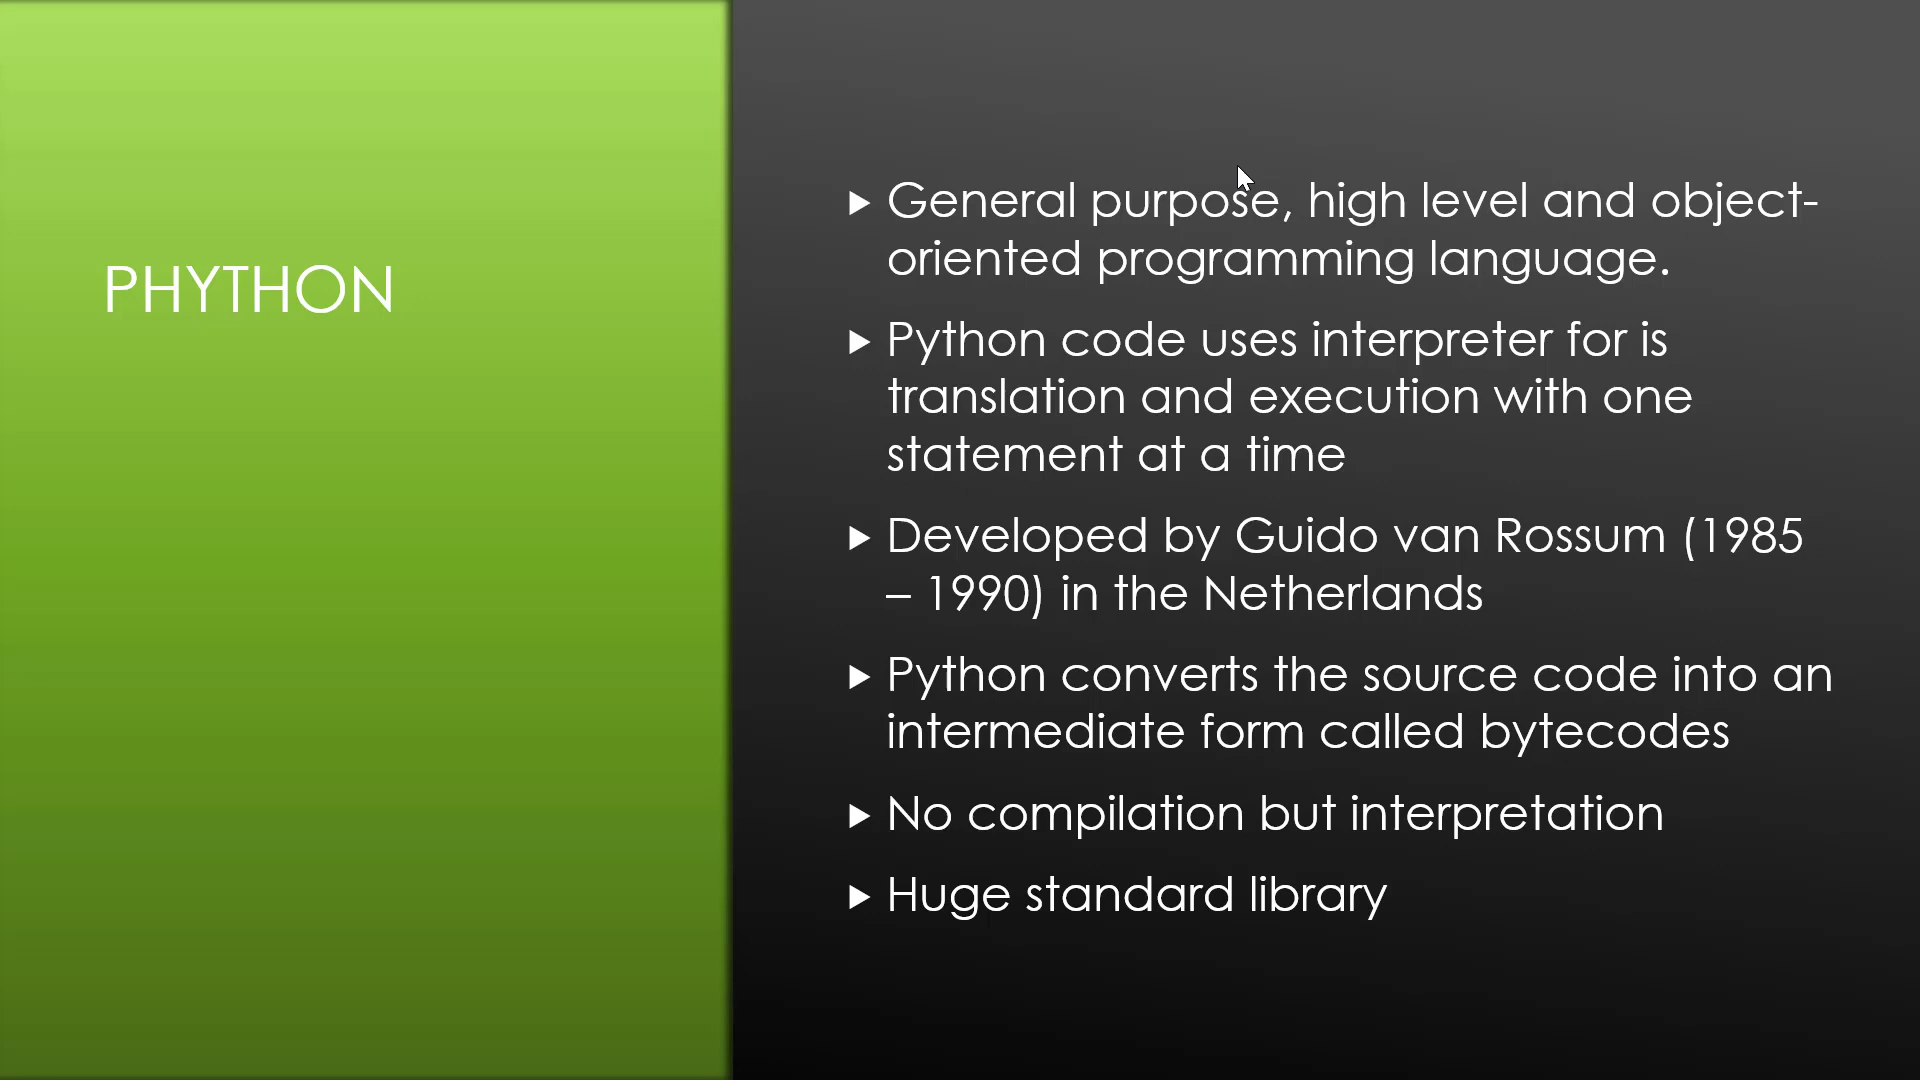 PHYTHON
General purpose, high level and object-
oriented programming language.
Python code uses interpreter for is
translation and execution with one
statement at a time
Developed by Guido van Rossum (1985
– 1990) in the Netherlands
Python converts the source code into an
intermediate form called bytecodes
No compilation but interpretation
Huge standard library